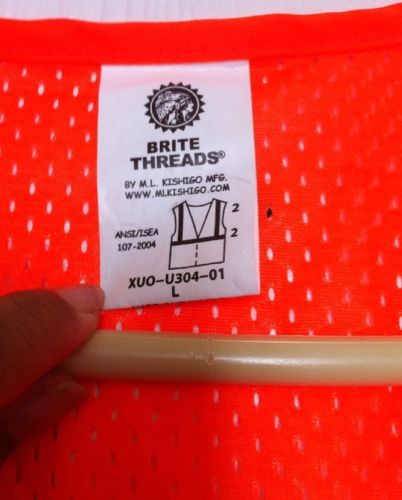 BRITE
THREADS®
BY M.L. KISHIGO MFG.
WWW.MLKISHIGO.COM
ANSI/ISEA
107-2004
2
2
XUO-U304-01
L